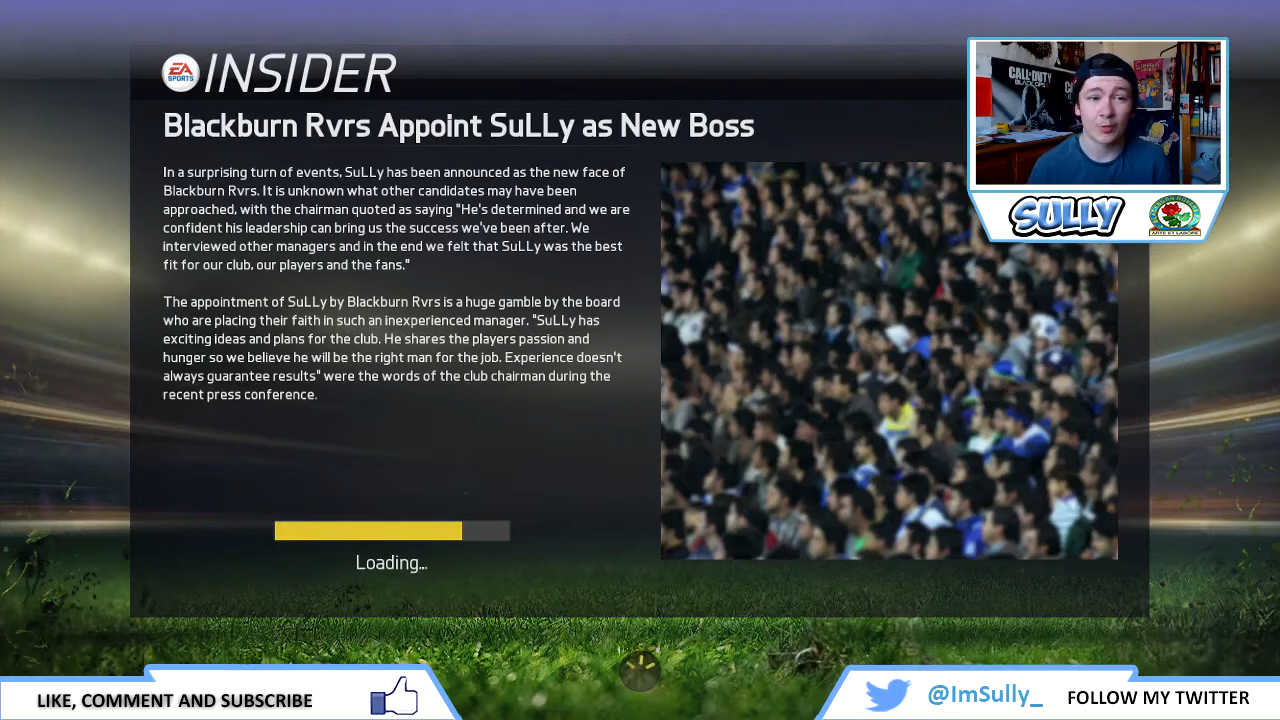 EA SPORTS INSIDER
Blackburn Rvrs Appoint SuLLy as New Boss
In a surprising turn of events, SuLLy has been announced as the new face of
Blackburn Rvrs. It is unknown what other candidates may have been
approached, with the chairman quoted as saying "He's determined and we are
confident his leadership can bring us the success we've been after. We
interviewed other managers and in the end we felt that SuLLy was the best
fit for our club, our players and the fans."
The appointment of SuLLy by Blackburn Rvrs is a huge gamble by the board
who are placing their faith in such an inexperienced manager. "SuLLy has
exciting ideas and plans for the club. He shares the players passion and
hunger so we believe he will be the right man for the job. Experience doesn't
always guarantee results" were the words of the club chairman during the
recent press conference.
Loading...
CALL OF DUTY
BLACK OPS
SULLY
ARTE ET LABORE
LIKE, COMMENT AND SUBSCRIBE
@ImSully_
FOLLOW MY TWITTER